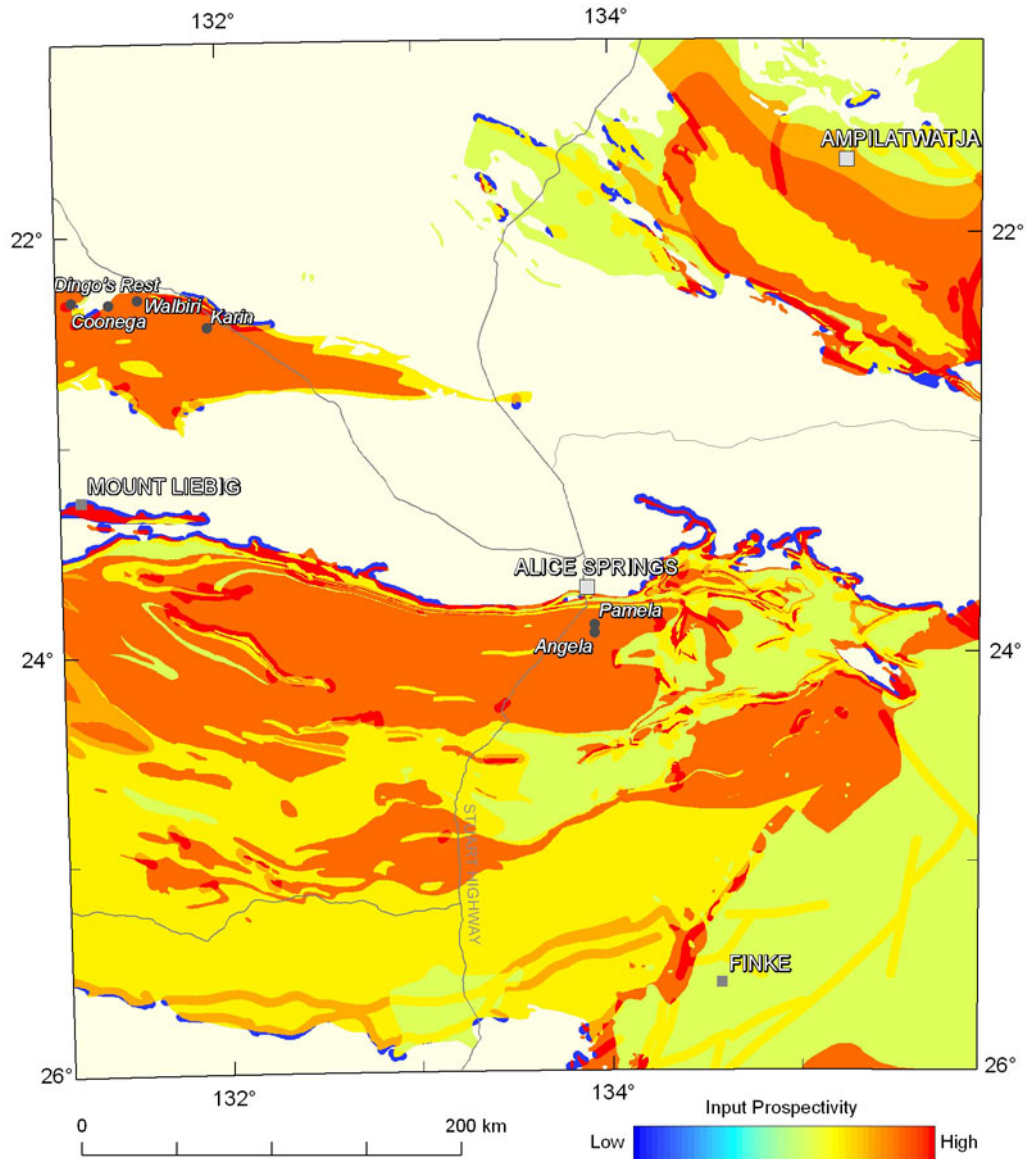 132°
134°
AMPILATWATJA
22°
22°
Dingo's Rest
Walbiri
Coonega
Karin
MOUNT LIEBIG
ALICE SPRINGS
Pamela
Angela
24°
24°
STUART HIGHWAY
FINKE
26°
26°
132°
134°
Input Prospectivity
0
200 km
Low
High